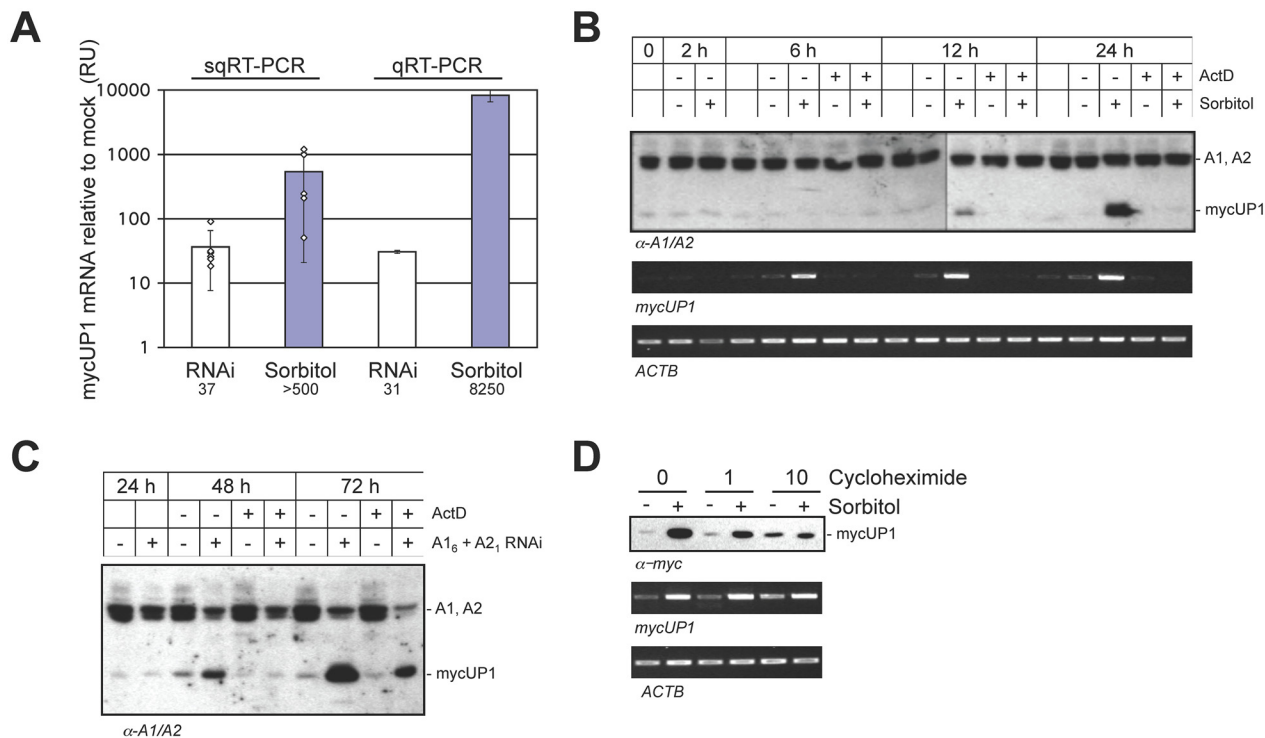 A
mycUP1 mRNA relative to mock (RU)
sqRT-PCR qRT-PCR
10000
1000
100
10
1
RNAi Sorbitol RNAi Sorbitol
37 >500 31 8250
B
0 2 h 6 h 12 h 24 h
- - - - + + - - + + - - + + ActD
- + - + - + - + - + - + - + Sorbitol
- A1, A2
- mycUP1
α-A1/A2
mycUP1
ACTB
C
24 h 48 h 72 h
- - + + - - + + ActD
- + - + - + - + - + A1₆ + A2₁ RNAi
- A1, A2
- mycUP1
α-A1/A2
D
0 1 10 Cycloheximide
- + - + - + Sorbitol
- mycUP1
α−myc
mycUP1
ACTB